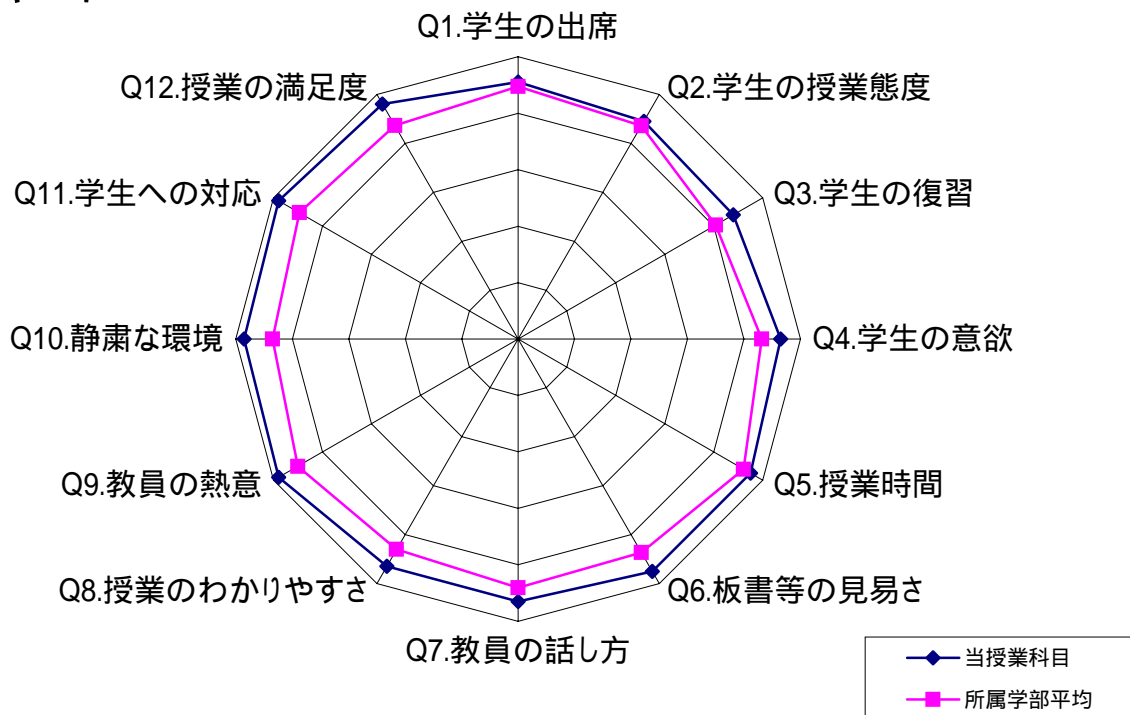 Q1.学生の出席
Q2.学生の授業態度
Q3.学生の復習
Q4.学生の意欲
Q5.授業時間
Q6.板書等の見易さ
Q7.教員の話し方
Q8.授業のわかりやすさ
Q9.教員の熱意
Q10.静粛な環境
Q11.学生への対応
Q12.授業の満足度
当授業科目
所属学部平均